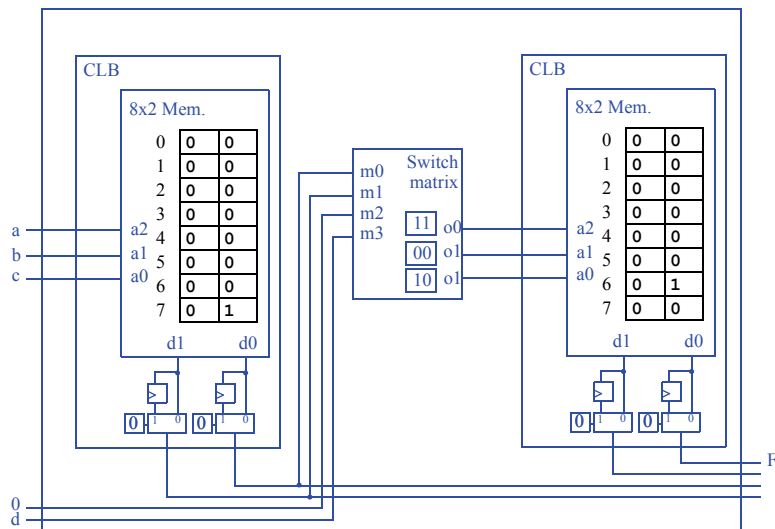 CLB
8x2 Mem.
0 0 0
1 0 0
2 0 0
3 0 0
4 0 0
5 0 0
6 0 0
7 0 1
a a2
b a1
c a0
d1 d0
0 1 0 0 1 0
Switch
matrix
m0
m1
m2
m3
11 o0
00 o1
10 o1
CLB
8x2 Mem.
0 0 0
1 0 0
2 0 0
3 0 0
4 0 0
5 0 0
6 0 1
7 0 0
a2
a1
a0
d1 d0
0 1 0 0 1 0
F
0
d